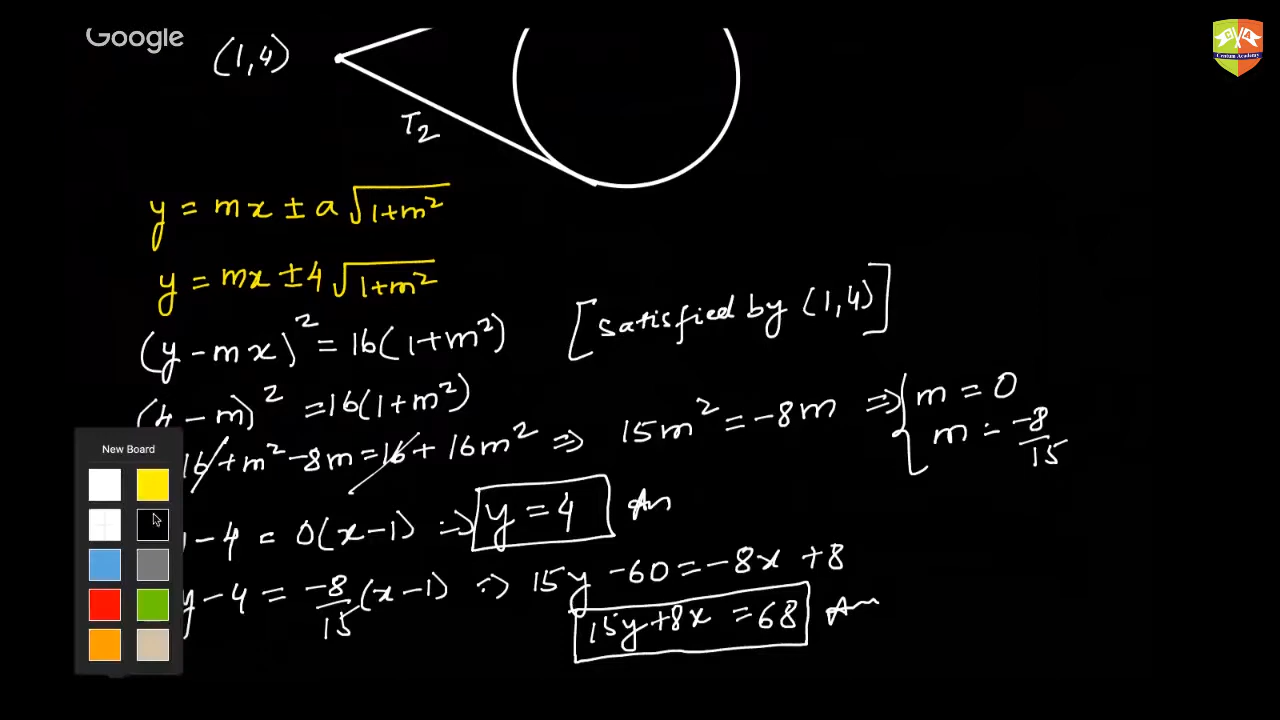 Google
(1,4)
T2
Centum Academy
y = mx ± a √(1+m²)
y = mx ± 4 √(1+m²)
(y - mx)² = 16(1+m²) [satisfied by (1,4)]
(4 - m)² = 16(1+m²)
16 + m² - 8m = 16 + 16m² ⇒ 15m² = -8m ⇒ { m = 0
m = -8/15
New Board
- 4 = 0(x-1) ⇒ y = 4 Ans
y - 4 = -8/15 (x-1) ⇒ 15y - 60 = -8x + 8
15y + 8x = 68 Ans